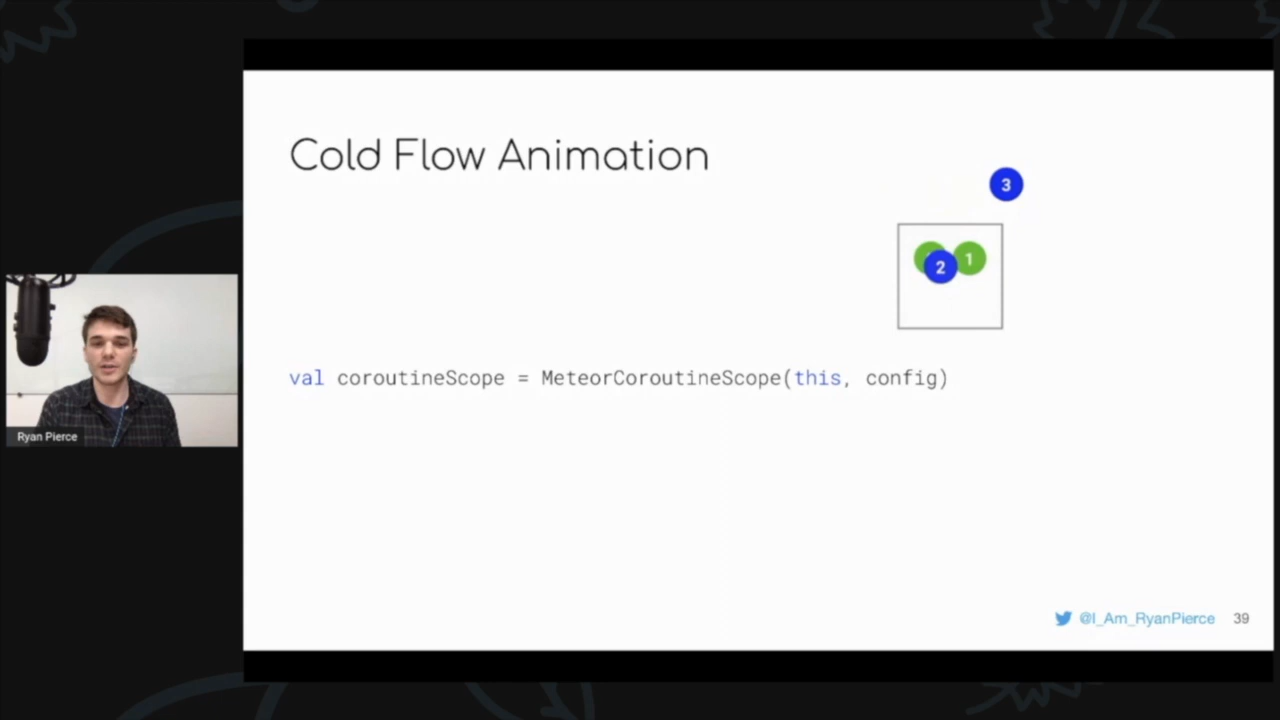 Cold Flow Animation
3
2
1
val coroutineScope = MeteorCoroutineScope(this, config)
Ryan Pierce
@I_Am_RyanPierce 39